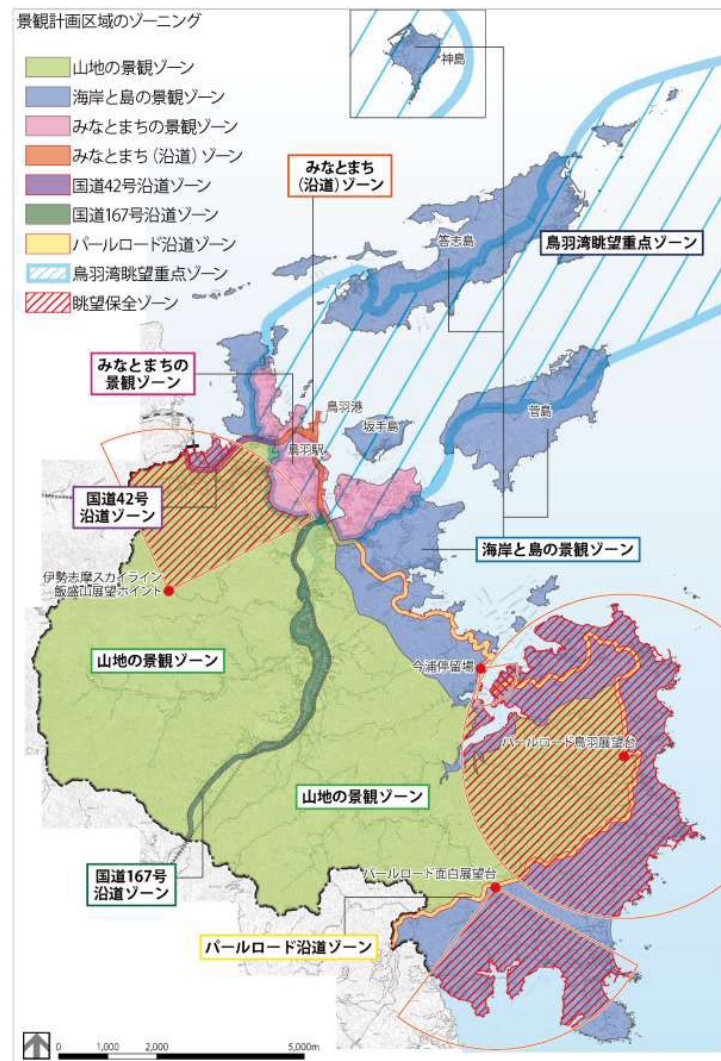 景観計画区域のゾーニング
山地の景観ゾーン
海岸と島の景観ゾーン
みなとまちの景観ゾーン
みなとまち（沿道）ゾーン
国道42号沿道ゾーン
国道167号沿道ゾーン
パールロード沿道ゾーン
鳥羽湾眺望重点ゾーン
眺望保全ゾーン
神島
みなとまち
（沿道）ゾーン
答志島
鳥羽湾眺望重点ゾーン
みなとまちの
景観ゾーン
鳥羽港
鳥羽駅
坂手島
菅島
国道42号
沿道ゾーン
海岸と島の景観ゾーン
伊勢志摩スカイライン
飯盛山展望ポイント
山地の景観ゾーン
今浦停留場
パールロード鳥羽展望台
山地の景観ゾーン
国道167号
沿道ゾーン
パールロード面白展望台
パールロード沿道ゾーン
0 1,000 2,000 5,000m